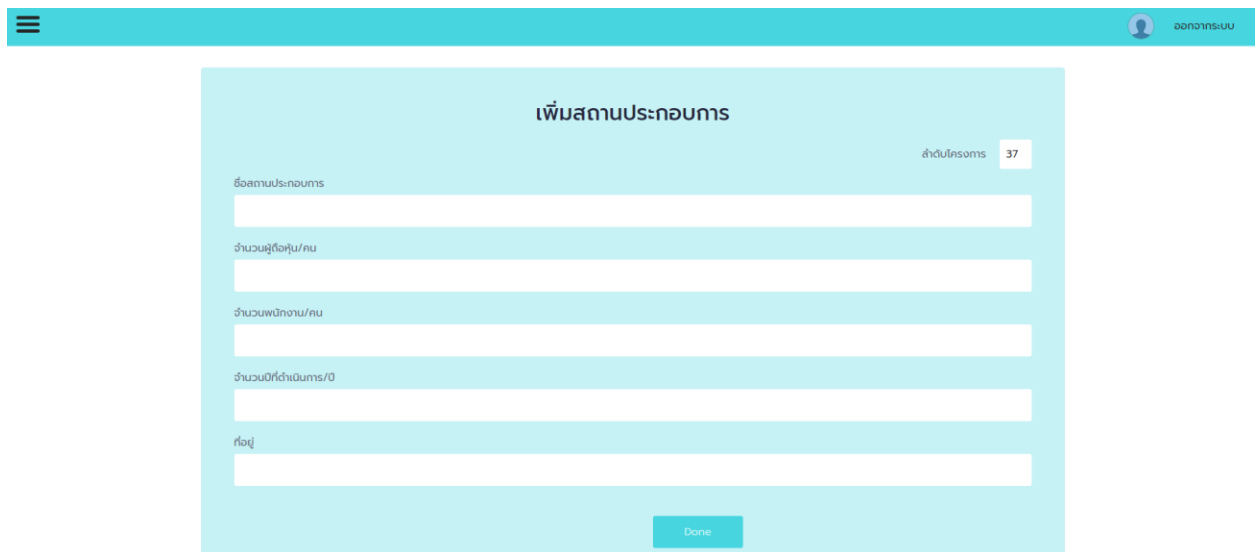 ออกจากระบบ
เพิ่มสถานประกอบการ
ลำดับโครงการ 37
ชื่อสถานประกอบการ
จำนวนผู้ถือหุ้น/คน
จำนวนพนักงาน/คน
จำนวนปีที่ดำเนินการ/ปี
ที่อยู่
Done